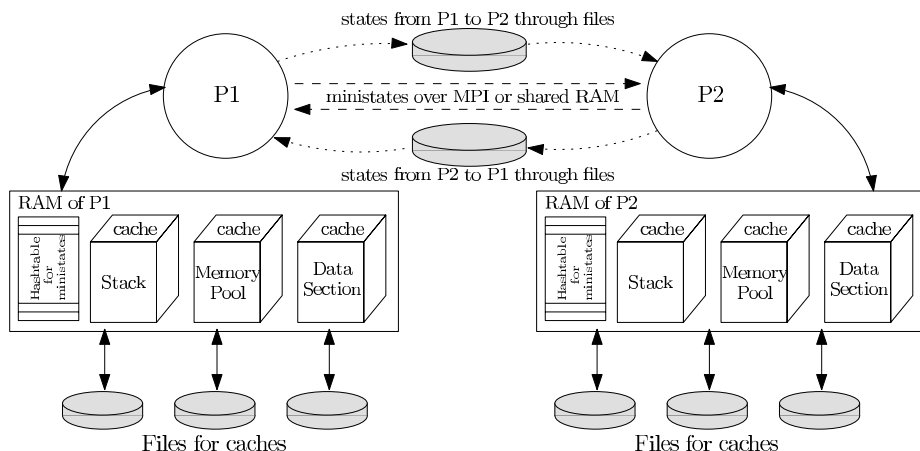 states from P1 to P2 through files
P1
P2
ministates over MPI or shared RAM
states from P2 to P1 through files
RAM of P1
Hashtable
for
ministates
cache
Stack
cache
Memory
Pool
cache
Data
Section
RAM of P2
Hashtable
for
ministates
cache
Stack
cache
Memory
Pool
cache
Data
Section
Files for caches
Files for caches